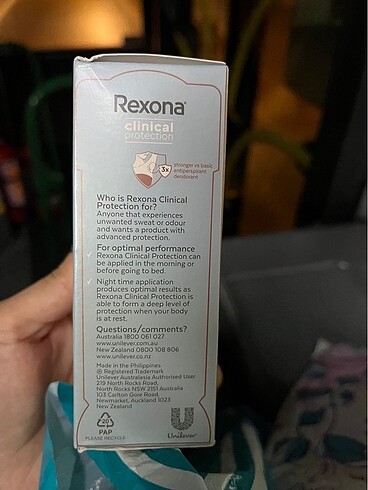 Rexona
clinical
protection
3x
stronger vs basic
antiperspirant
deodorant
Who is Rexona Clinical
Protection for?
Anyone that experiences
unwanted sweat or odour
and wants a product with
advanced protection.
For optimal performance
Rexona Clinical Protection can
be applied in the morning or
before going to bed.
Night time application
produces optimal results as
Rexona Clinical Protection is
able to form a deep level of
protection when your body
is at rest.
Questions/comments?
Australia 1800 061 027
www.unilever.com.au
New Zealand 0800 108 806
www.unilever.co.nz
Made in the Philippines
® Registered Trademark
Unilever Australasia Authorised User
219 North Rocks Road,
North Rocks NSW 2151 Australia
103 Carlton Gore Road,
Newmarket, Auckland 1023
New Zealand
20
PAP
PLEASE RECYCLE
Unilever